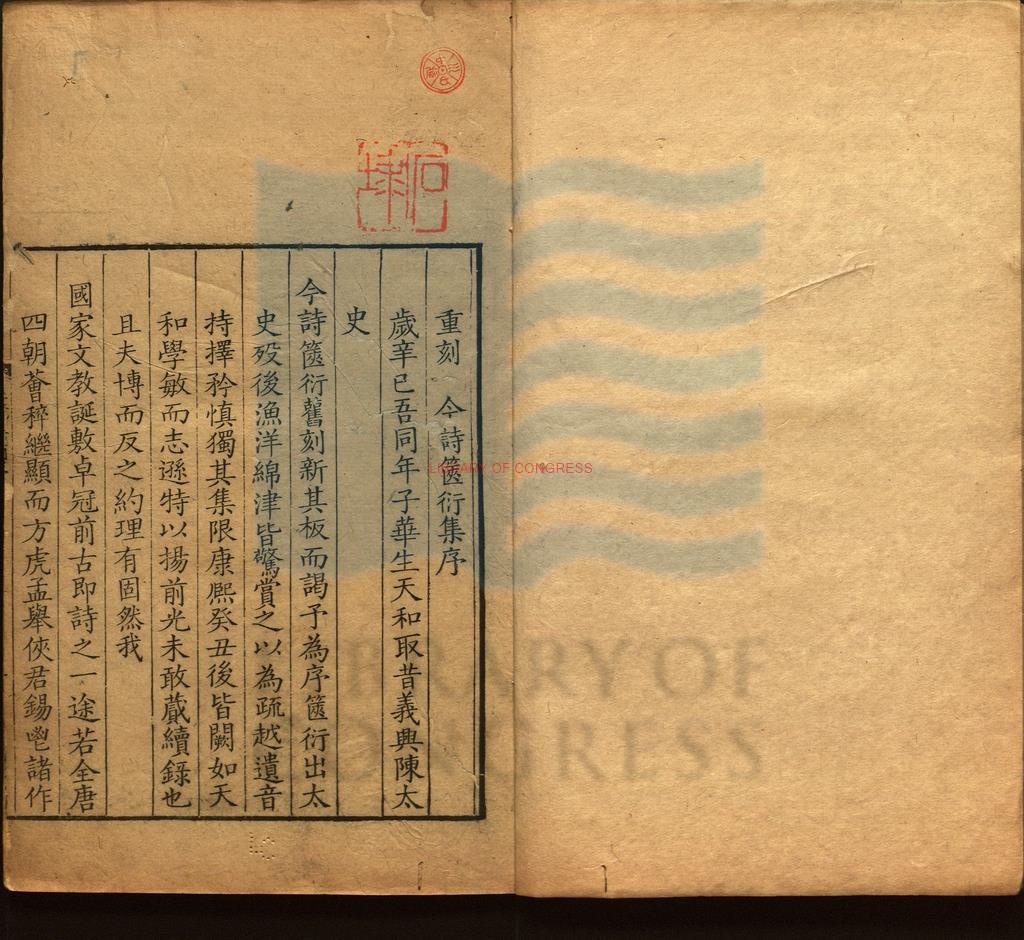 重刻 今詩篋衍集序
歲辛巳吾同年子華生天和取昔義興陳太
史
今詩篋衍舊刻新其板而謁予為序篋衍出太
史歿後漁洋綿津皆驚賞之以為疏越遺音
持擇矜慎獨其集限康熙癸丑後皆闕如天
和學敏而志遜特以揚前光未敢蕆續錄也
且夫博而反之約理有固然我
國家文教誕敷卓冠前古即詩之一途若全唐
四朝薈稡繼顯而方虎孟舉俠君錫鬯諸作
LIBRARY OF CONGRESS
LIBRARY OF
CONGRESS